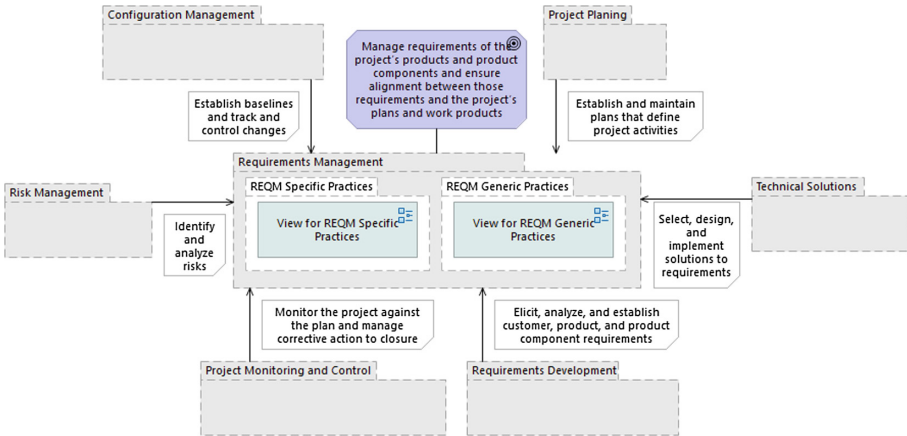 Configuration Management
Project Planing
Manage requirements of the
project's products and product
components and ensure
alignment between those
requirements and the project's
plans and work products
Establish baselines
and track and
control changes
Establish and maintain
plans that define
project activities
Requirements Management
Risk Management
REQM Specific Practices
REQM Generic Practices
Technical Solutions
View for REQM Specific
Practices
View for REQM Generic
Practices
Identify
and
analyze
risks
Select, design,
and
implement
solutions to
requirements
Monitor the project against
the plan and manage
corrective action to closure
Elicit, analyze, and establish
customer, product, and product
component requirements
Project Monitoring and Control
Requirements Development